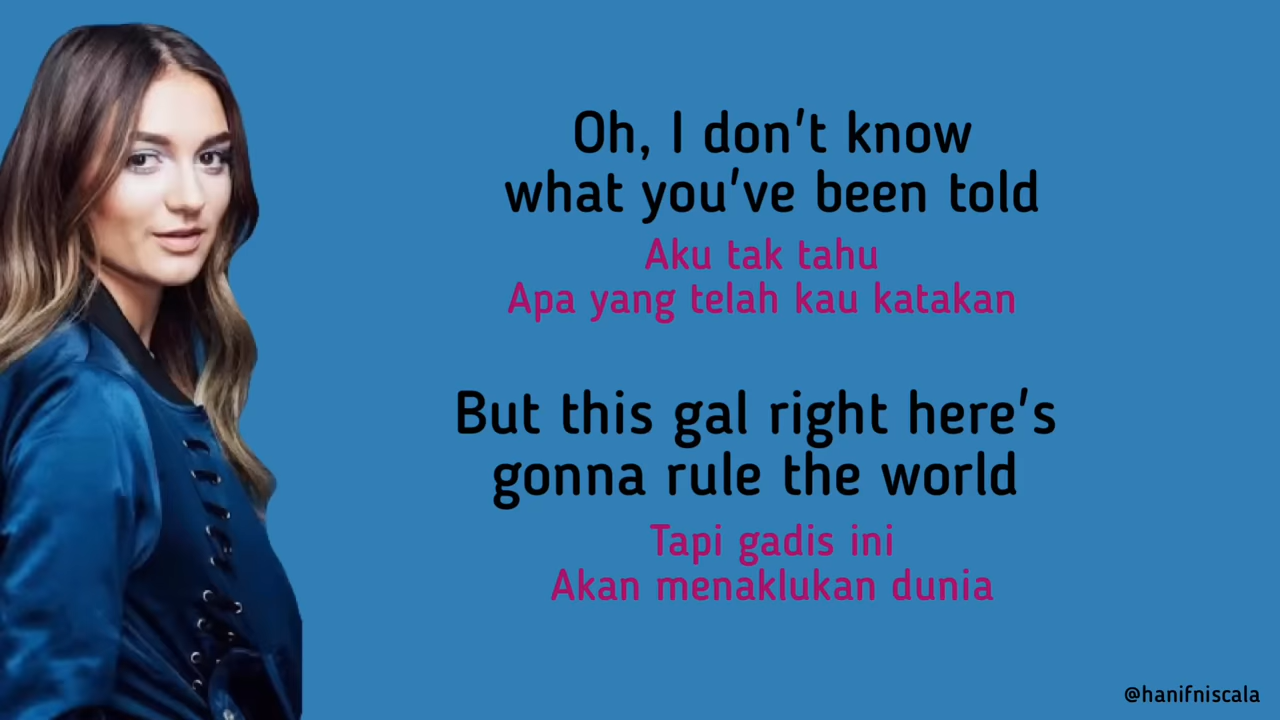 Oh, I don't know
what you've been told
Aku tak tahu
Apa yang telah kau katakan
But this gal right here's
gonna rule the world
Tapi gadis ini
Akan menaklukan dunia
@hanifniscala